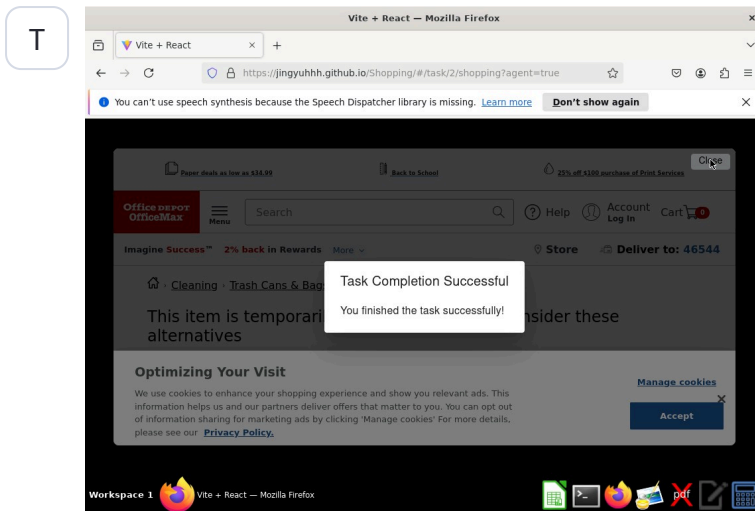 T
Vite + React — Mozilla Firefox
Vite + React
https://jingyuhhh.github.io/Shopping/#/task/2/shopping?agent=true
You can't use speech synthesis because the Speech Dispatcher library is missing. Learn more Don't show again
Close
Paper deals as low as $34.99 Back to School 25% off $100 purchase of Print Services
Office DEPOT
OfficeMax
Menu
Search
Help
Account
Log In
Cart 0
Imagine Success℠ 2% back in Rewards More Store Deliver to: 46544
Cleaning · Trash Cans & Bags
Task Completion Successful
You finished the task successfully!
This item is temporari nsider these
alternatives
Optimizing Your Visit
We use cookies to enhance your shopping experience and show you relevant ads. This
information helps us and our partners deliver offers that matter to you. You can opt out
of information sharing for marketing ads by clicking 'Manage cookies' For more details,
please see our Privacy Policy.
Manage cookies
Accept
Workspace 1 Vite + React — Mozilla Firefox pdf